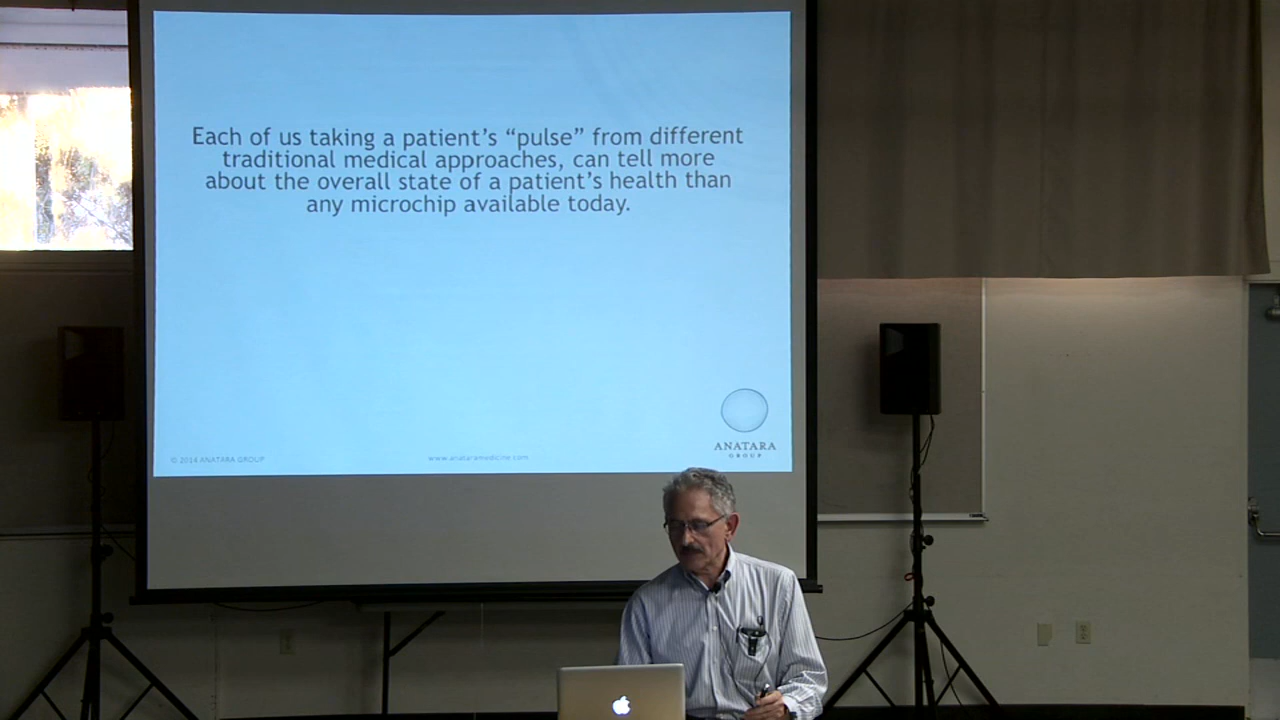 Each of us taking a patient’s “pulse” from different
traditional medical approaches, can tell more
about the overall state of a patient’s health than
any microchip available today.
ANATARA
GROUP
© 2014 ANATARA GROUP
www.anataramedicine.com